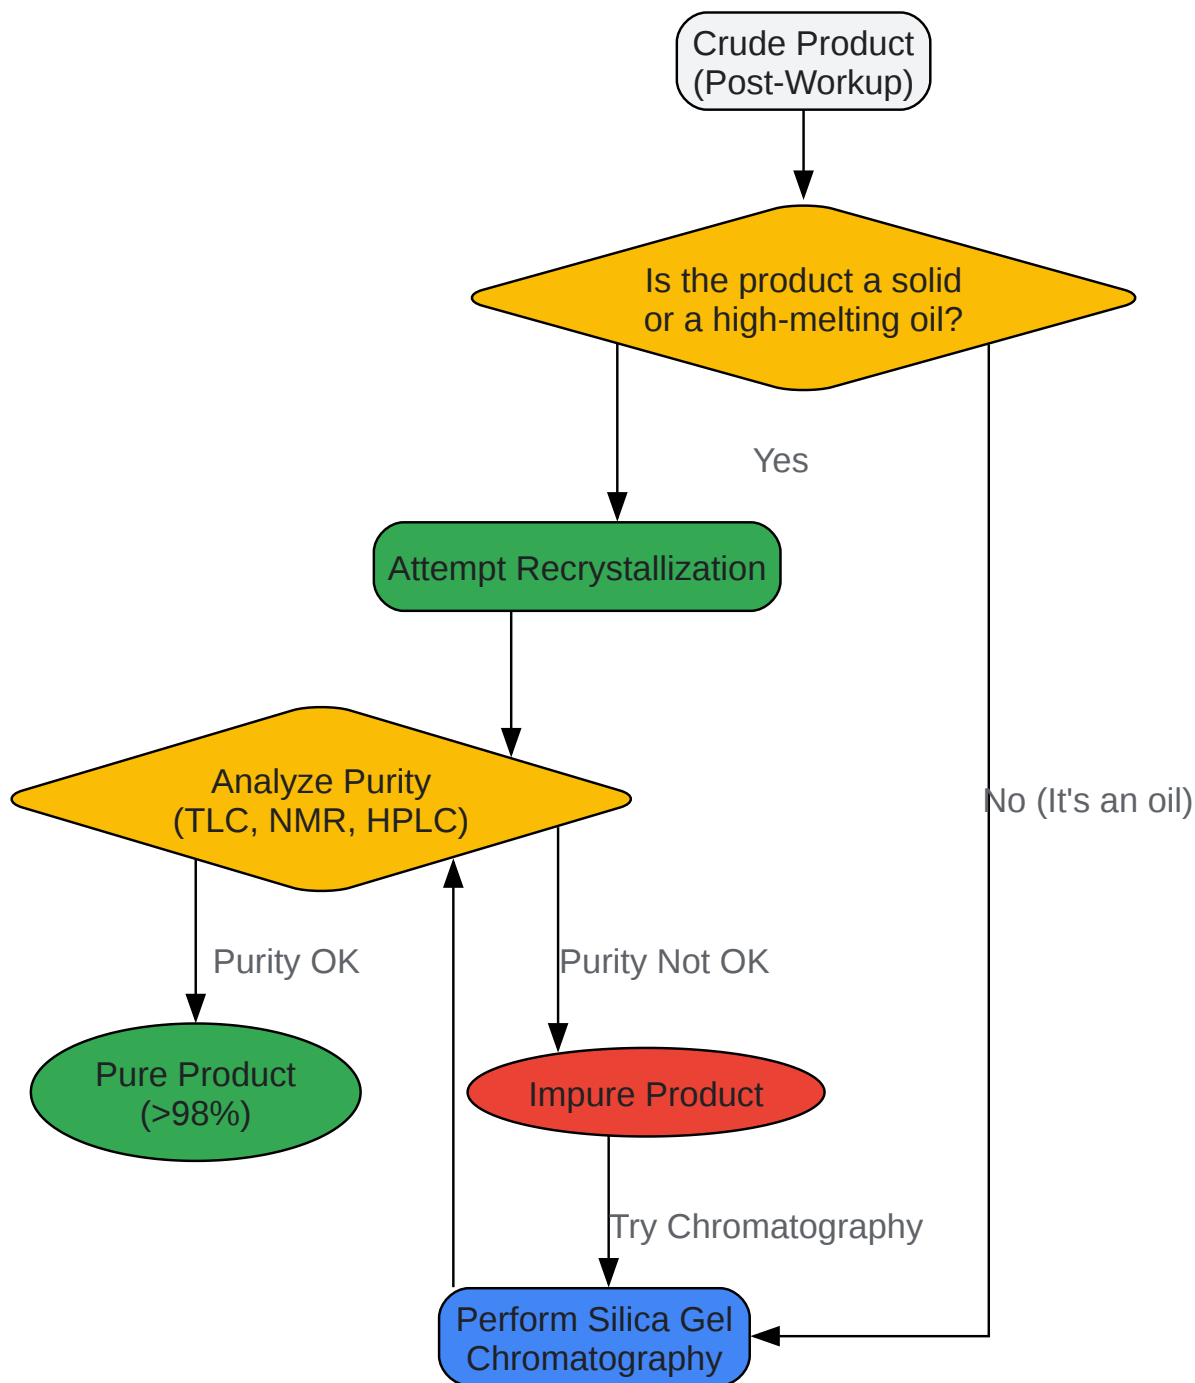 Crude Product
(Post-Workup)
Is the product a solid
or a high-melting oil?
Yes
Attempt Recrystallization
Analyze Purity
(TLC, NMR, HPLC)
No (It's an oil)
Purity OK
Purity Not OK
Pure Product
(>98%)
Impure Product
Try Chromatography
Perform Silica Gel
Chromatography